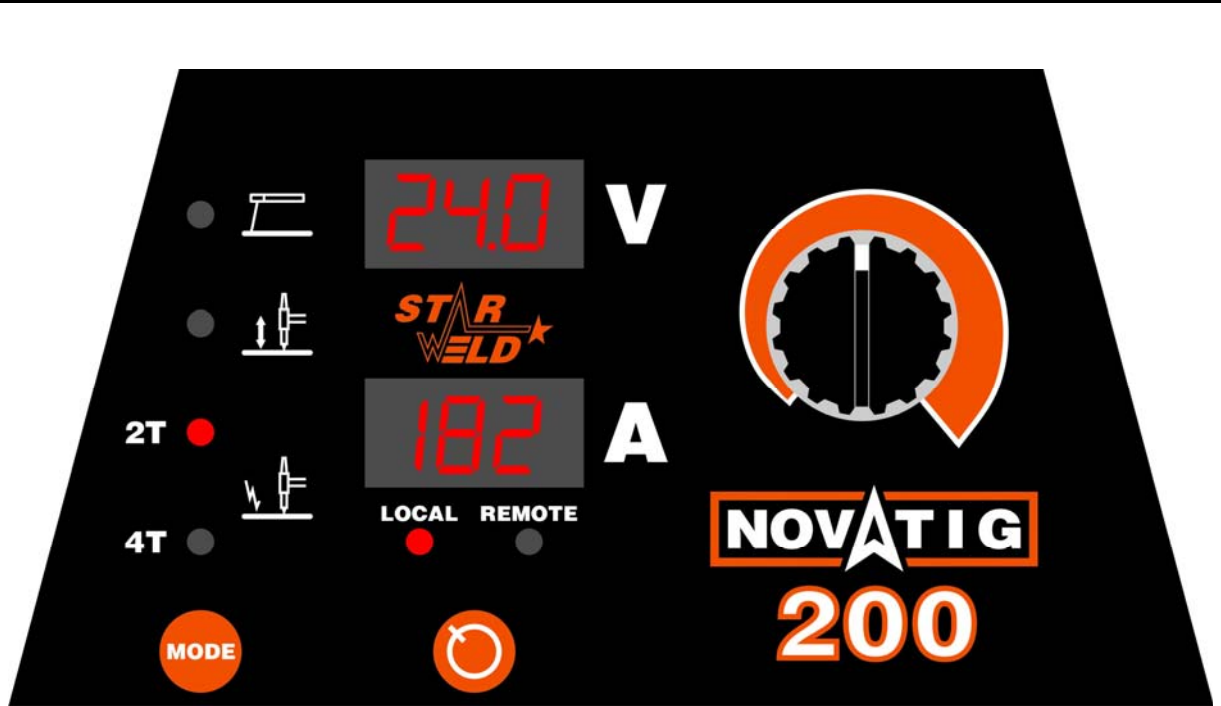 24.0 V
STAR
WELD
2T
182 A
LOCAL REMOTE
4T
NOVATIG
200
MODE